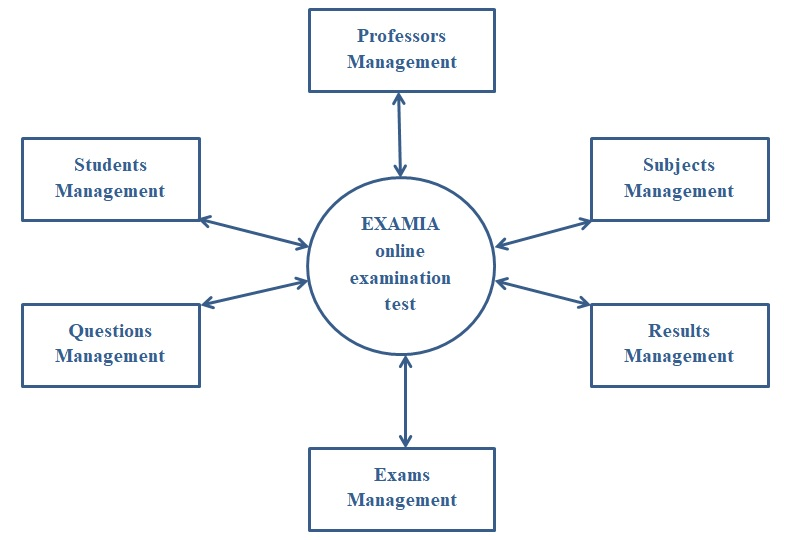 Professors
Management
Students
Management
Subjects
Management
EXAMIA
online
examination
test
Questions
Management
Results
Management
Exams
Management